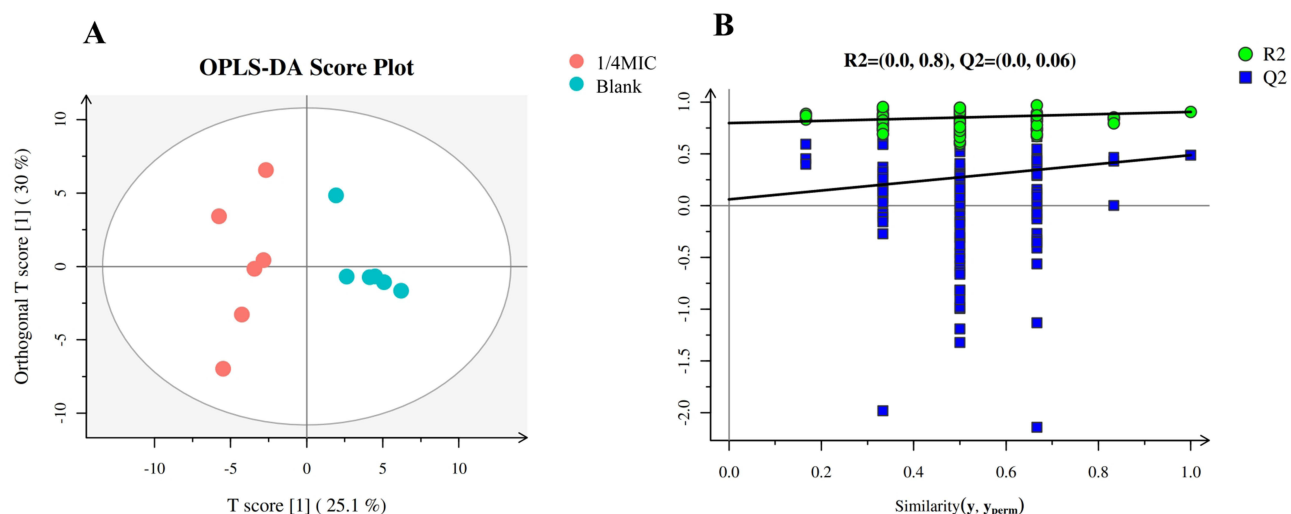 A
OPLS-DA Score Plot
1/4MIC
Blank
Orthogonal T score [1] ( 30 %)
10
5
0
-5
-10
-10 -5 0 5 10
T score [1] ( 25.1 %)
B
R2=(0.0, 0.8), Q2=(0.0, 0.06)
R2
Q2
1.0
0.5
0.0
-0.5
-1.0
-1.5
-2.0
0.0 0.2 0.4 0.6 0.8 1.0
Similarity(y, yperm)